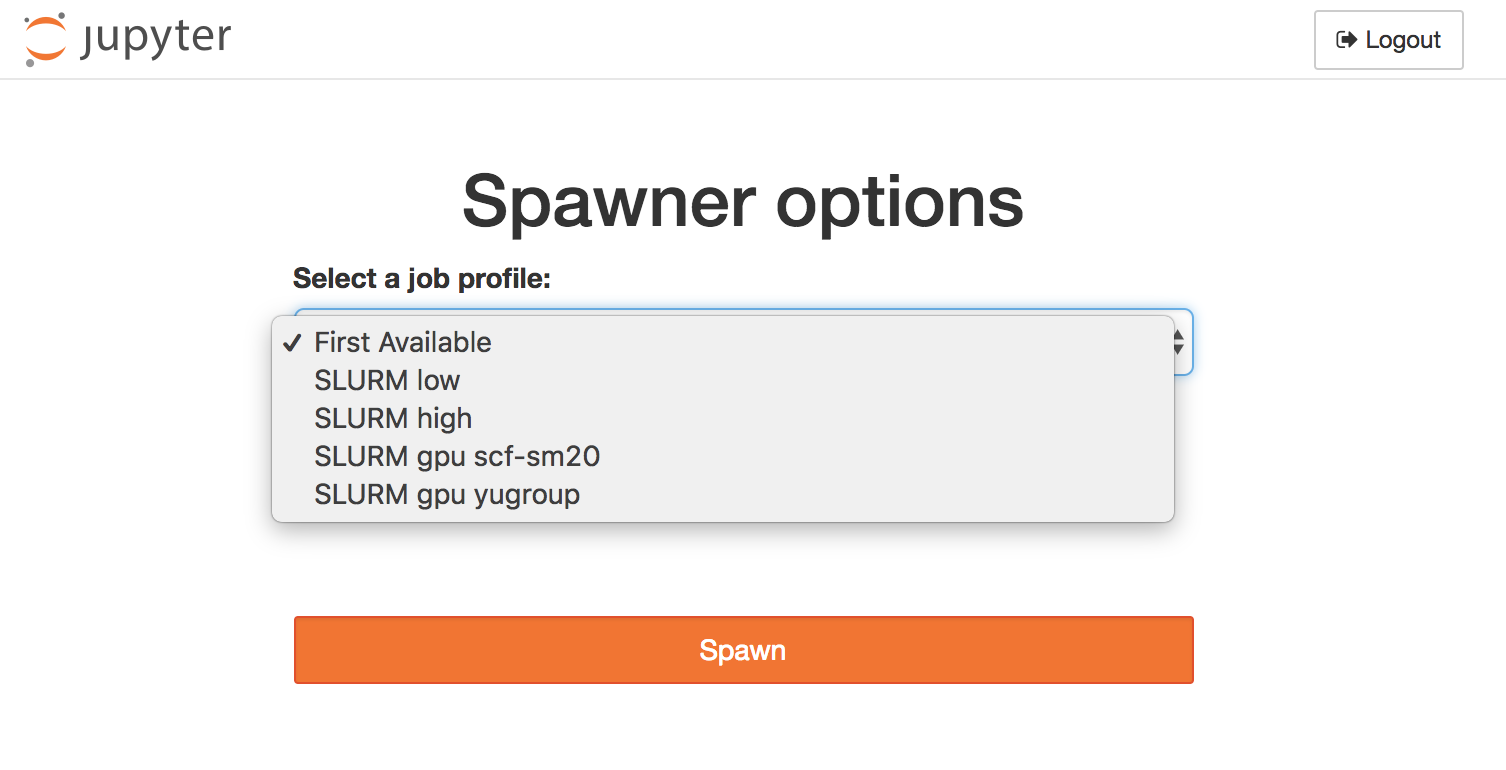 jupyter
Logout
Spawner options
Select a job profile:
First Available
SLURM low
SLURM high
SLURM gpu scf-sm20
SLURM gpu yugroup
Spawn